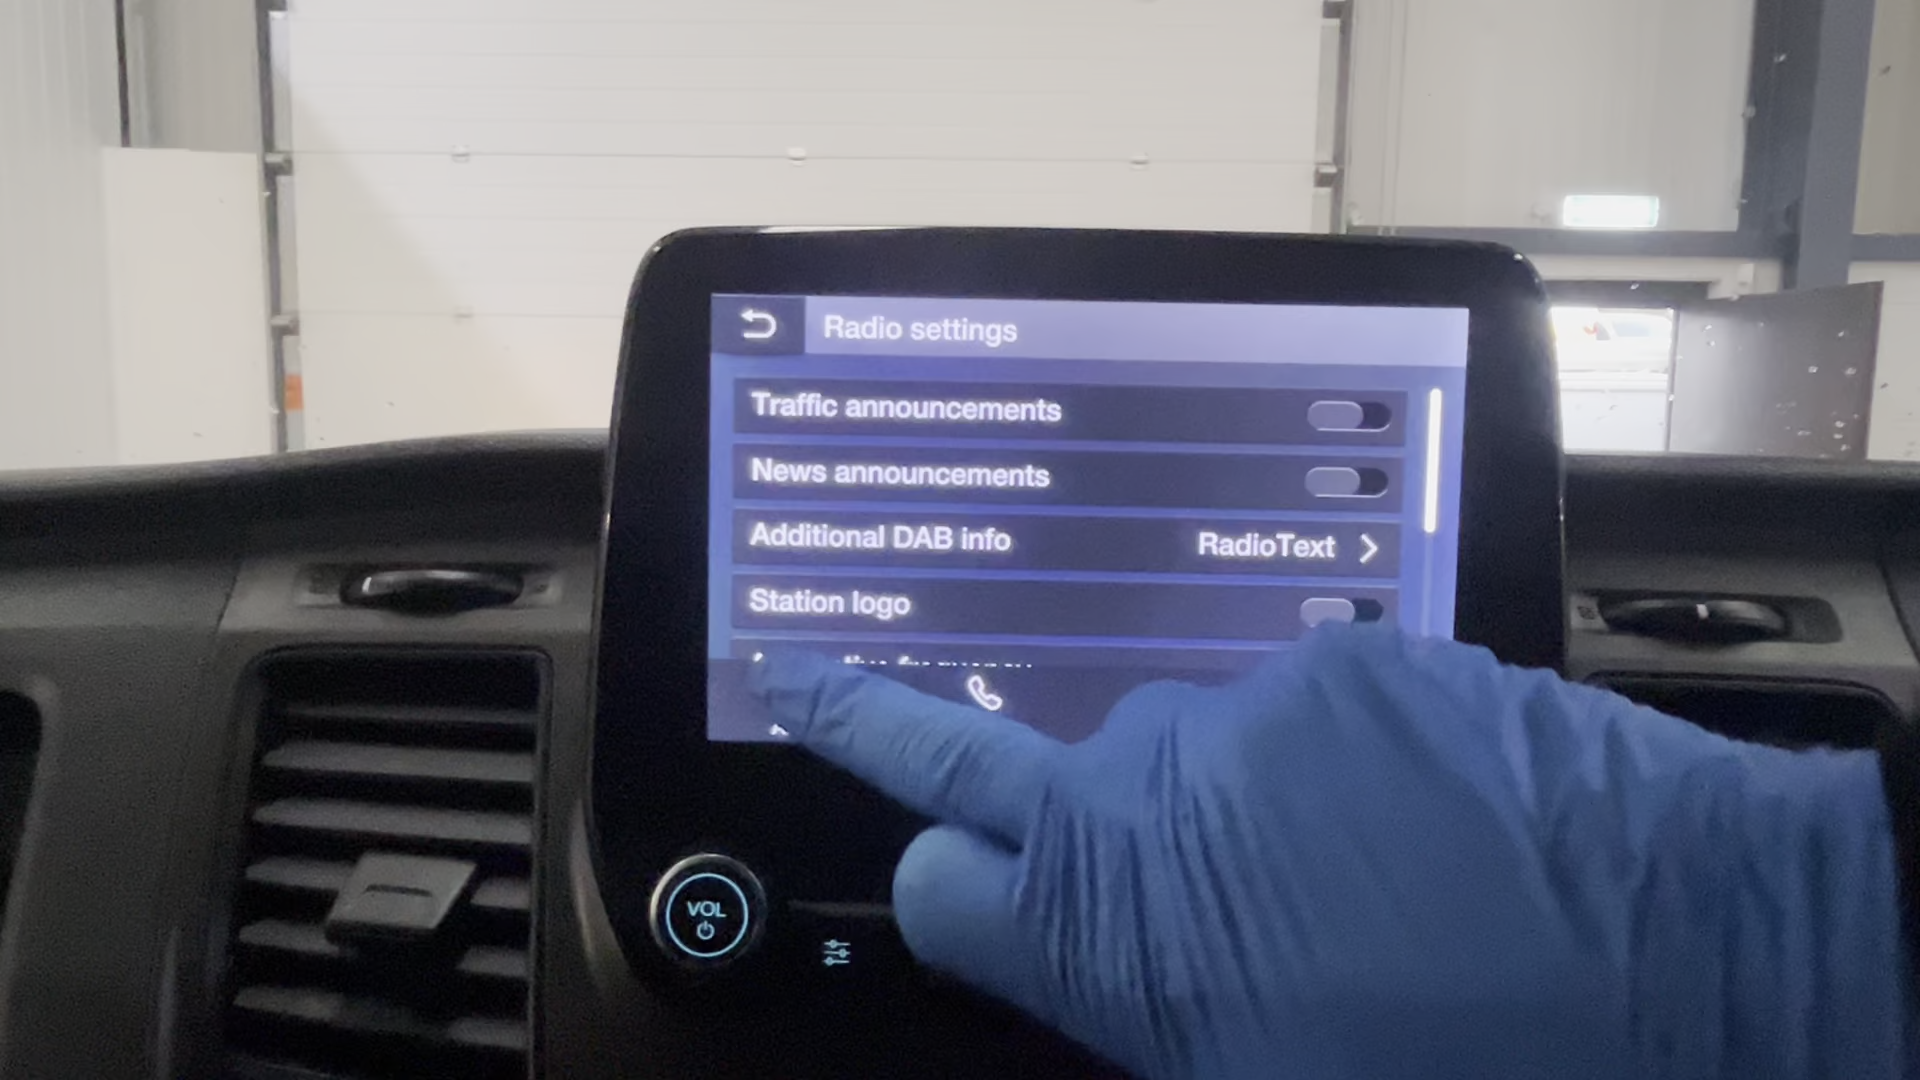 Radio settings
Traffic announcements
News announcements
Additional DAB info
RadioText
Station logo
VOL